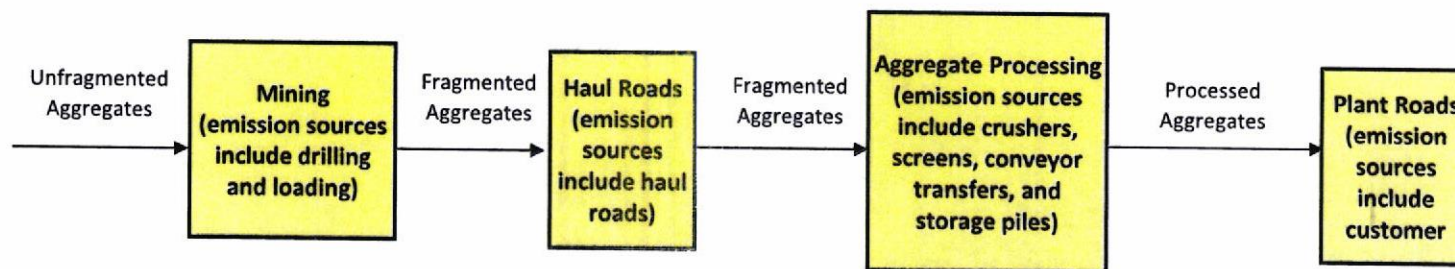 Unfragmented
Aggregates
Mining
(emission sources
include drilling
and loading)
Fragmented
Aggregates
Haul Roads
(emission
sources
include haul
roads)
Fragmented
Aggregates
Aggregate Processing
(emission sources
include crushers,
screens, conveyor
transfers, and
storage piles)
Processed
Aggregates
Plant Roads
(emission
sources
include
customer